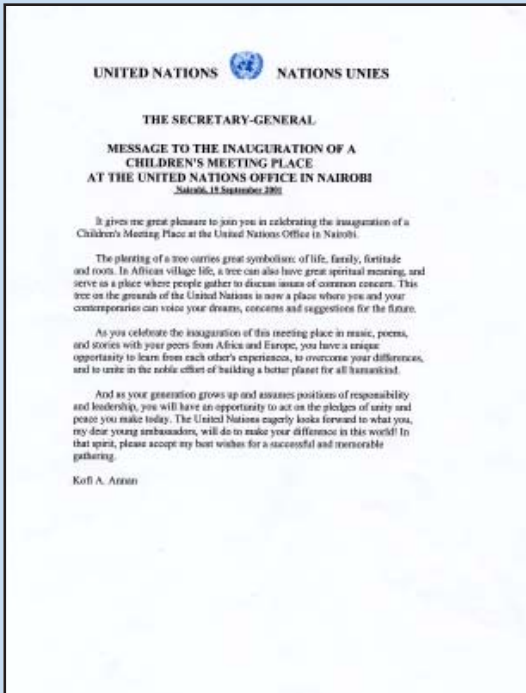 UNITED NATIONS NATIONS UNIES
THE SECRETARY-GENERAL
MESSAGE TO THE INAUGURATION OF A
CHILDREN'S MEETING PLACE
AT THE UNITED NATIONS OFFICE IN NAIROBI
Nairobi, 19 September 2001
It gives me great pleasure to join you in celebrating the inauguration of a
Children's Meeting Place at the United Nations Office in Nairobi.
The planting of a tree carries great symbolism: of life, family, fortitude
and roots. In African village life, a tree can also have great spiritual meaning, and
serve as a place where people gather to discuss issues of common concern. This
tree on the grounds of the United Nations is now a place where you and your
contemporaries can voice your dreams, concerns and suggestions for the future.
As you celebrate the inauguration of this meeting place in music, poems,
and stories with your peers from Africa and Europe, you have a unique
opportunity to learn from each other's experiences, to overcome your differences,
and to unite in the noble effort of building a better planet for all humankind.
And as your generation grows up and assumes positions of responsibility
and leadership, you will have an opportunity to act on the pledges of unity and
peace you make today. The United Nations eagerly looks forward to what you,
my dear young ambassadors, will do to make your difference in this world! In
that spirit, please accept my best wishes for a successful and memorable
gathering.
Kofi A. Annan